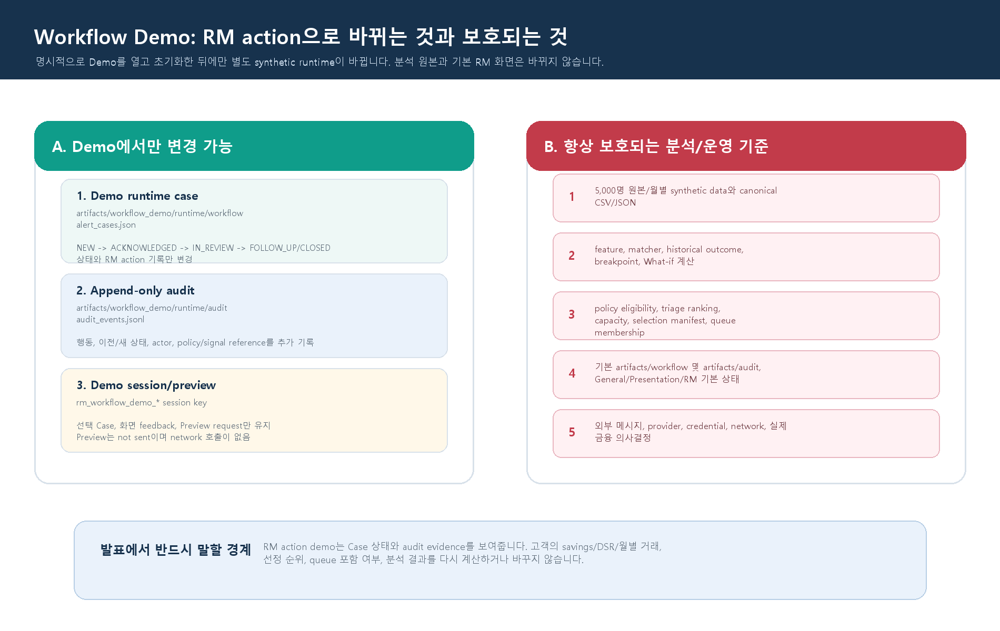 Workflow Demo: RM action으로 바뀌는 것과 보호되는 것
명시적으로 Demo를 열고 초기화한 뒤에만 별도 synthetic runtime이 바뀝니다. 분석 원본과 기본 RM 화면은 바꾸지 않습니다.
A. Demo에서만 변경 가능
1. Demo runtime case
artifacts/workflow_demo/runtime/workflow
alert_cases.json
NEW -> ACKNOWLEDGED -> IN_REVIEW -> FOLLOW_UP/CLOSED
상태와 RM action 기록만 변경
2. Append-only audit
artifacts/workflow_demo/runtime/audit
audit_events.jsonl
행동, 이전/새 상태, actor, policy/signal reference를 추가 기록
3. Demo session/preview
rm_workflow_demo_* session key
선택 Case, 화면 feedback, Preview request만 유지
Preview는 not sent이며 network 호출이 없음
B. 항상 보호되는 분석/운영 기준
1
5,000명 원본/월별 synthetic data와 canonical
CSV/JSON
2
feature, matcher, historical outcome,
breakpoint, What-if 계산
3
policy eligibility, triage ranking,
capacity, selection manifest, queue
membership
4
기본 artifacts/workflow 및 artifacts/audit,
General/Presentation/RM 기본 상태
5
외부 메시지, provider, credential, network, 실제
금융 의사결정
발표에서 반드시 말할 경계
RM action demo는 Case 상태와 audit evidence를 보여줍니다. 고객의 savings/DSR/월별 거래,
선정 순위, queue 포함 여부, 분석 결과를 다시 계산하거나 바꾸지 않습니다.